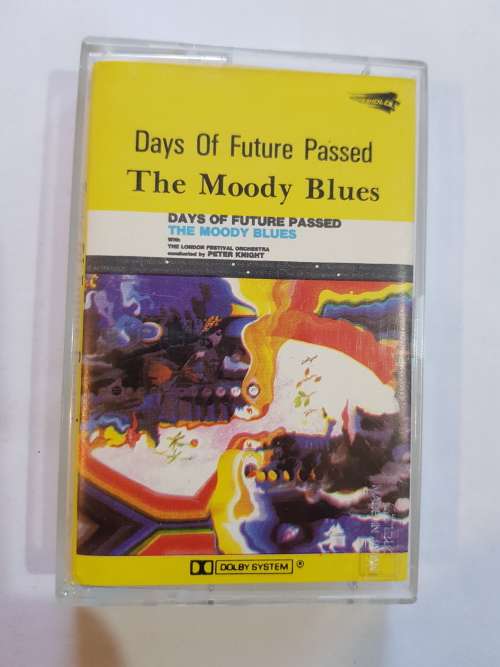 Days Of Future Passed
The Moody Blues
DAYS OF FUTURE PASSED
THE MOODY BLUES
With
THE LONDON FESTIVAL ORCHESTRA
conducted by PETER KNIGHT
DOLBY SYSTEM ®